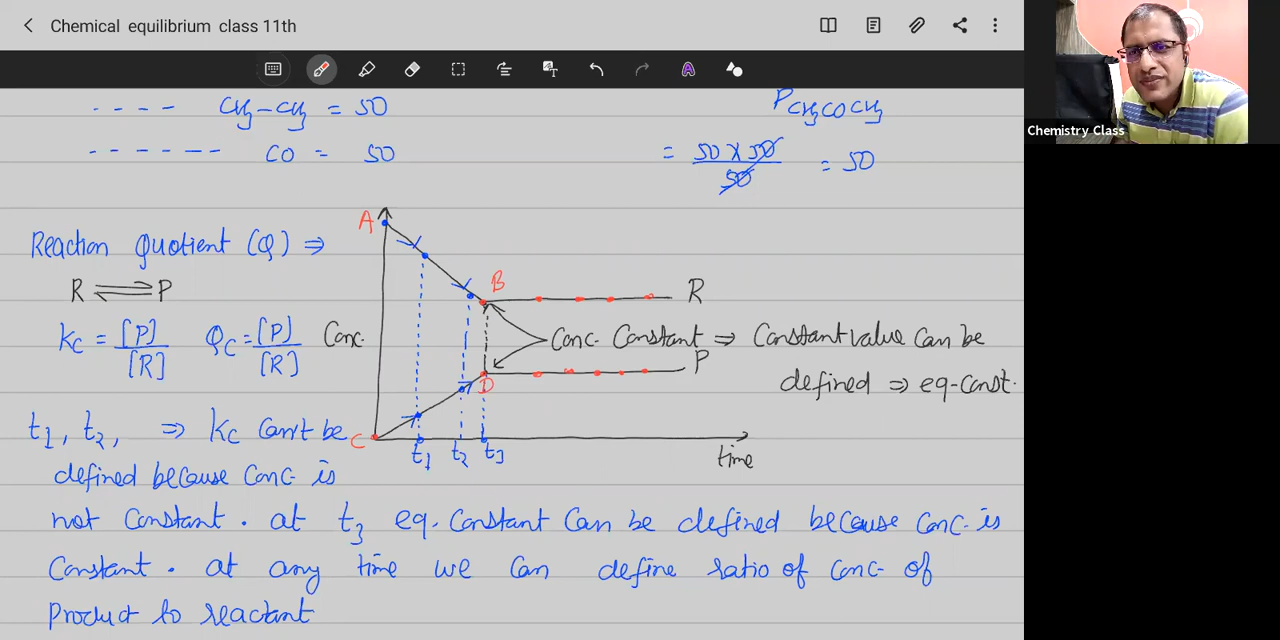 Chemical equilibrium class 11th
Chemistry Class
---- CH3-CH3 = 50
------ CO = 50
PCH3COCH3
= 50 x 50 / 50 = 50
Reaction Quotient (Q) ⇒
R ⇌ P
Kc = [P] / [R] Qc = [P] / [R]
A
B
C
D
Conc.
R
P
Conc. Constant ⇒ Constant value can be
defined ⇒ eq-Const.
t1 t2 t3
time
t1, t2, ⇒ Kc Can't be
defined because Conc- is
not Constant. at t3 eq. Constant Can be defined because Conc- is
Constant. at any time we Can define ratio of Conc- of
Product to reactant